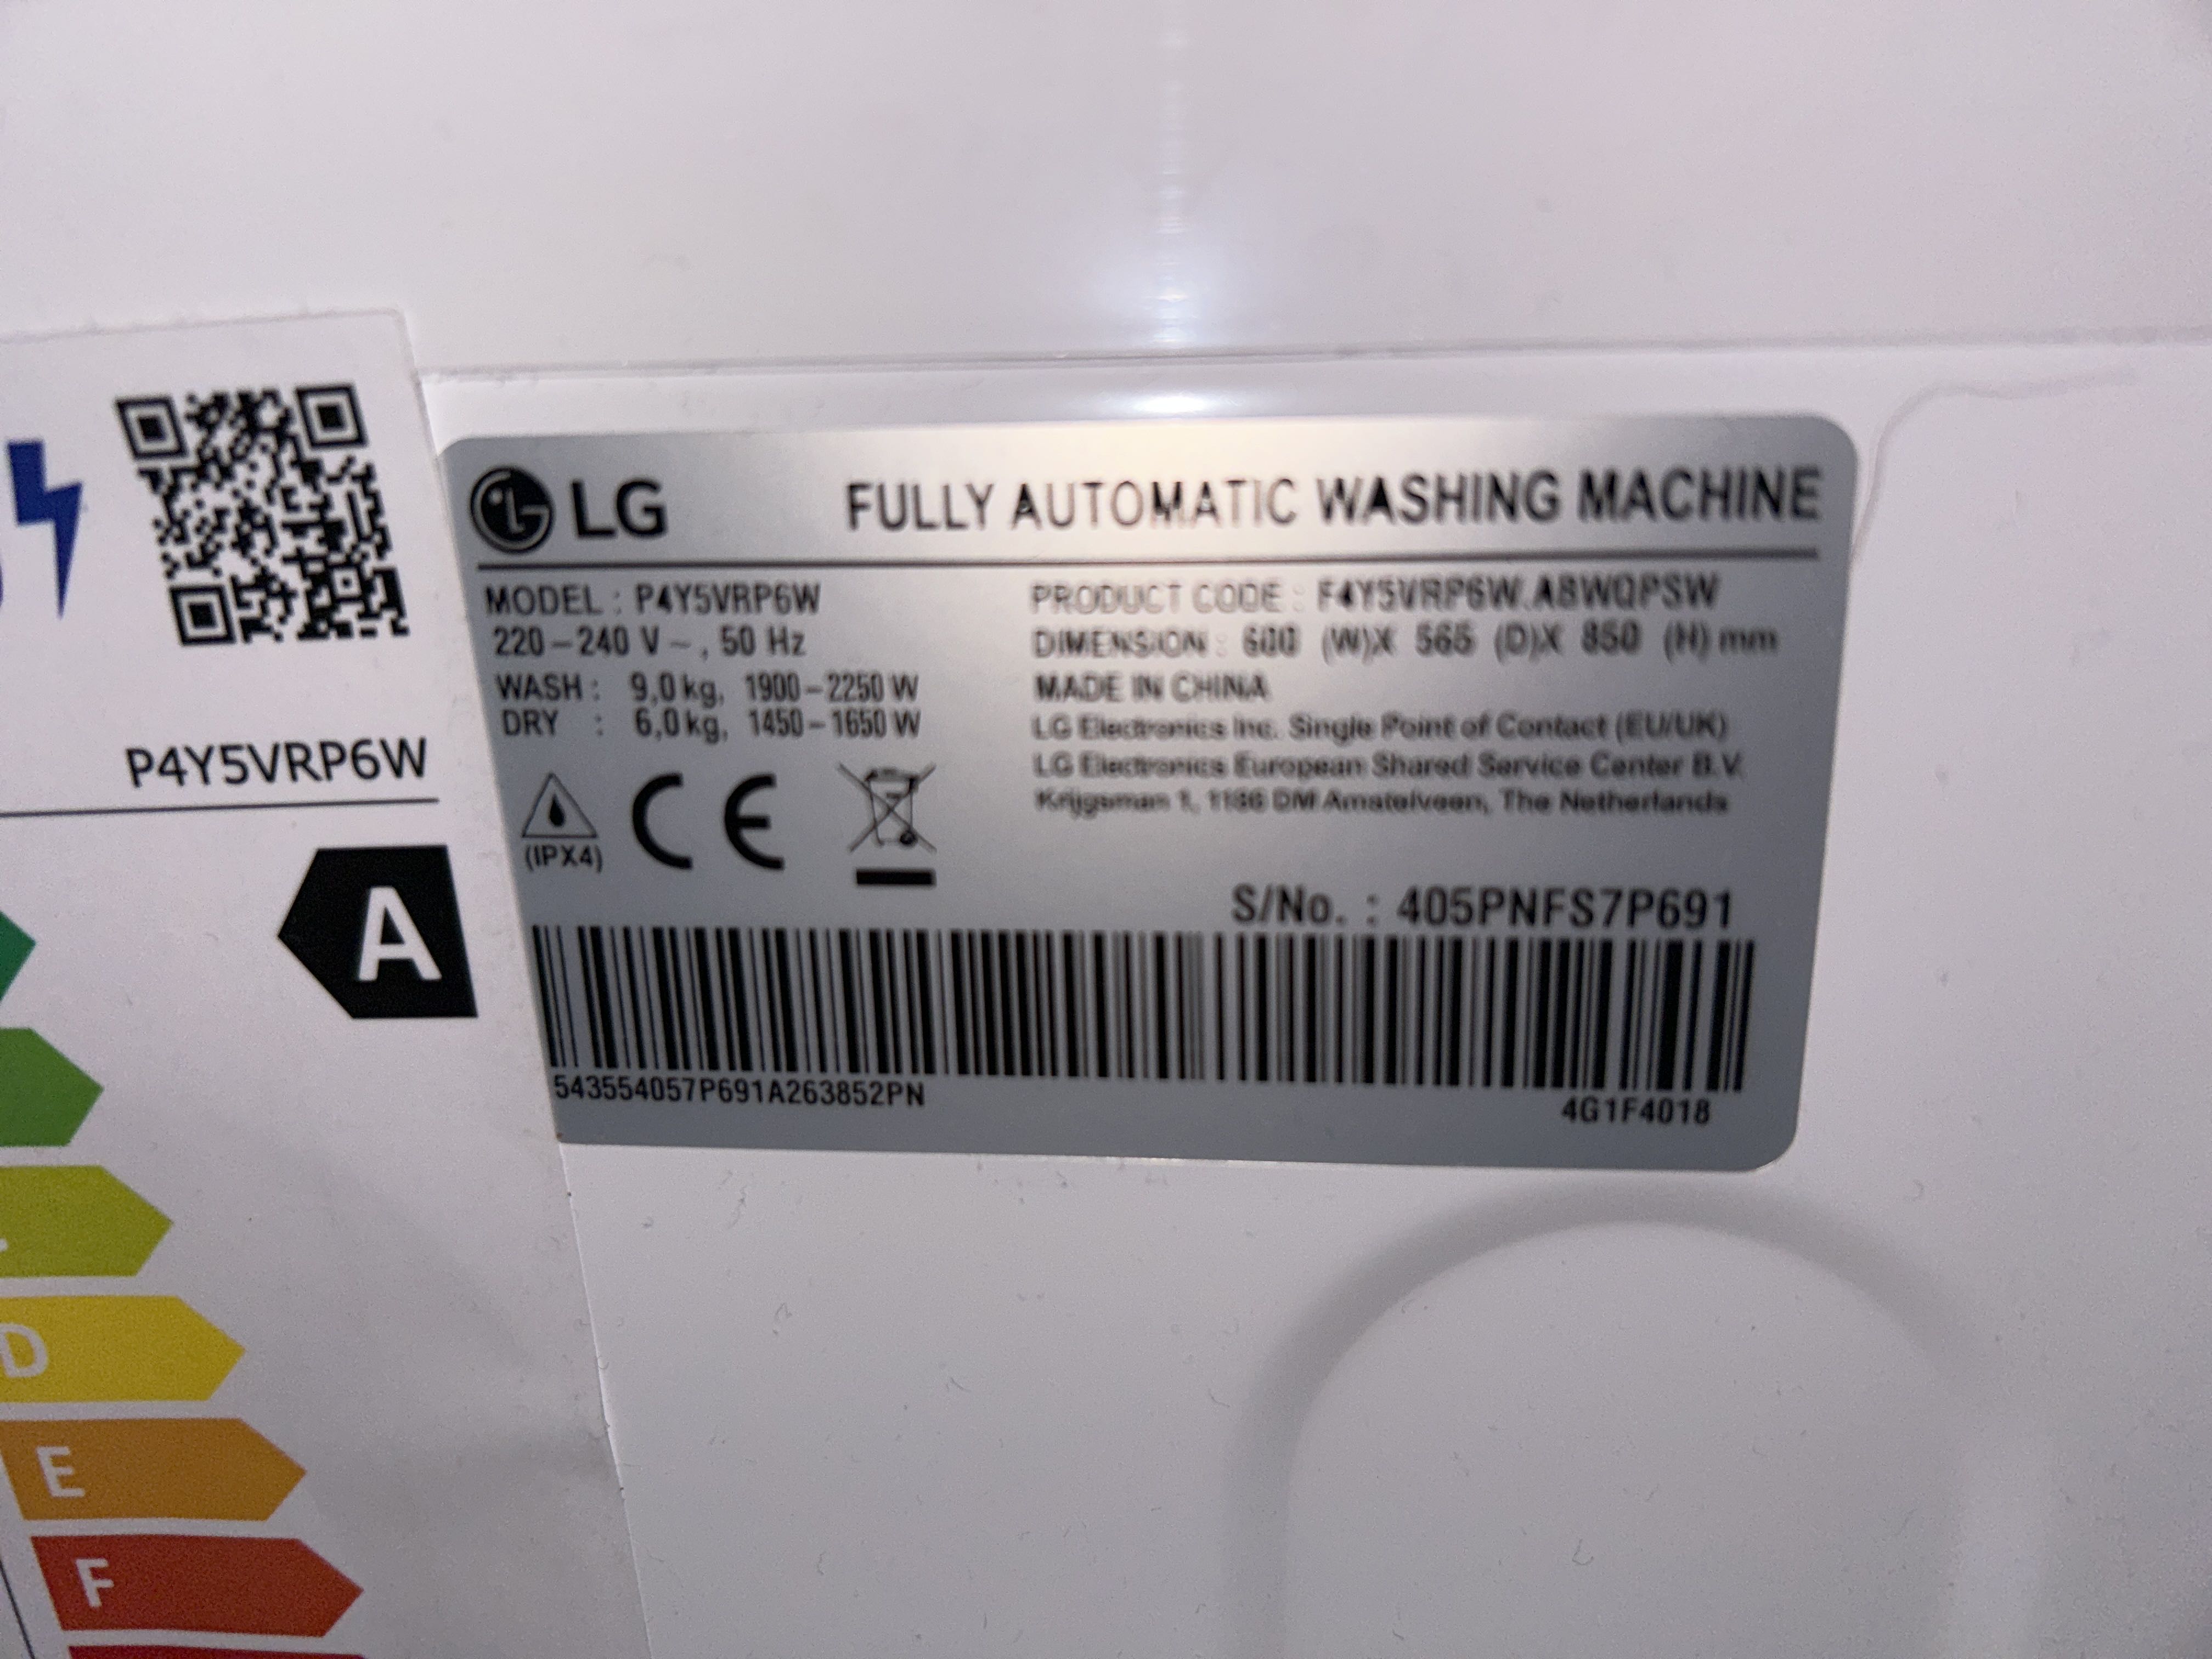 P4Y5VRP6W
A
D
E
F
LG
FULLY AUTOMATIC WASHING MACHINE
MODEL : P4Y5VRP6W
220–240 V ~ , 50 Hz
WASH : 9,0 kg, 1900–2250 W
DRY : 6,0 kg, 1450–1650 W
(IPX4)
CE
PRODUCT CODE : F4Y5VRP6W.ABWQPSW
DIMENSION : 600 (W)X 565 (D)X 850 (H) mm
MADE IN CHINA
LG Electronics Inc. Single Point of Contact (EU/UK)
LG Electronics European Shared Service Center B.V.
Krijgsman 1, 1186 DM Amstelveen, The Netherlands
S/No. : 405PNFS7P691
543554057P691A263852PN
4G1F4018